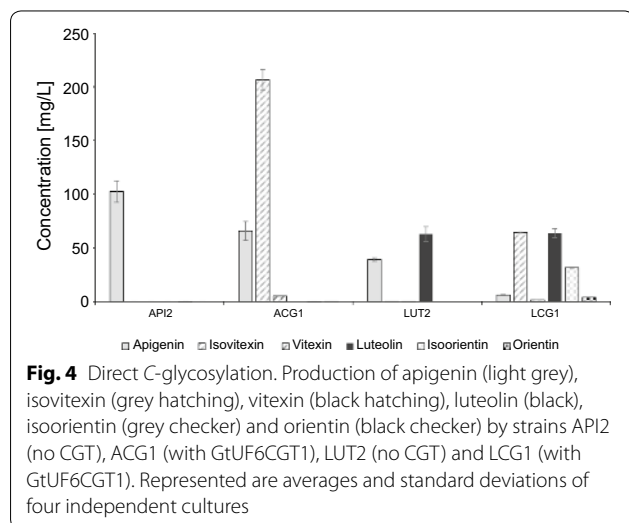 250
200
150
100
50
0
Concentration [mg/L]
API2 ACG1 LUT2 LCG1
Apigenin Isovitexin Vitexin Luteolin Isoorientin Orientin
Fig. 4 Direct C-glycosylation. Production of apigenin (light grey),
isovitexin (grey hatching), vitexin (black hatching), luteolin (black),
isoorientin (grey checker) and orientin (black checker) by strains API2
(no CGT), ACG1 (with GtUF6CGT1), LUT2 (no CGT) and LCG1 (with
GtUF6CGT1). Represented are averages and standard deviations of
four independent cultures